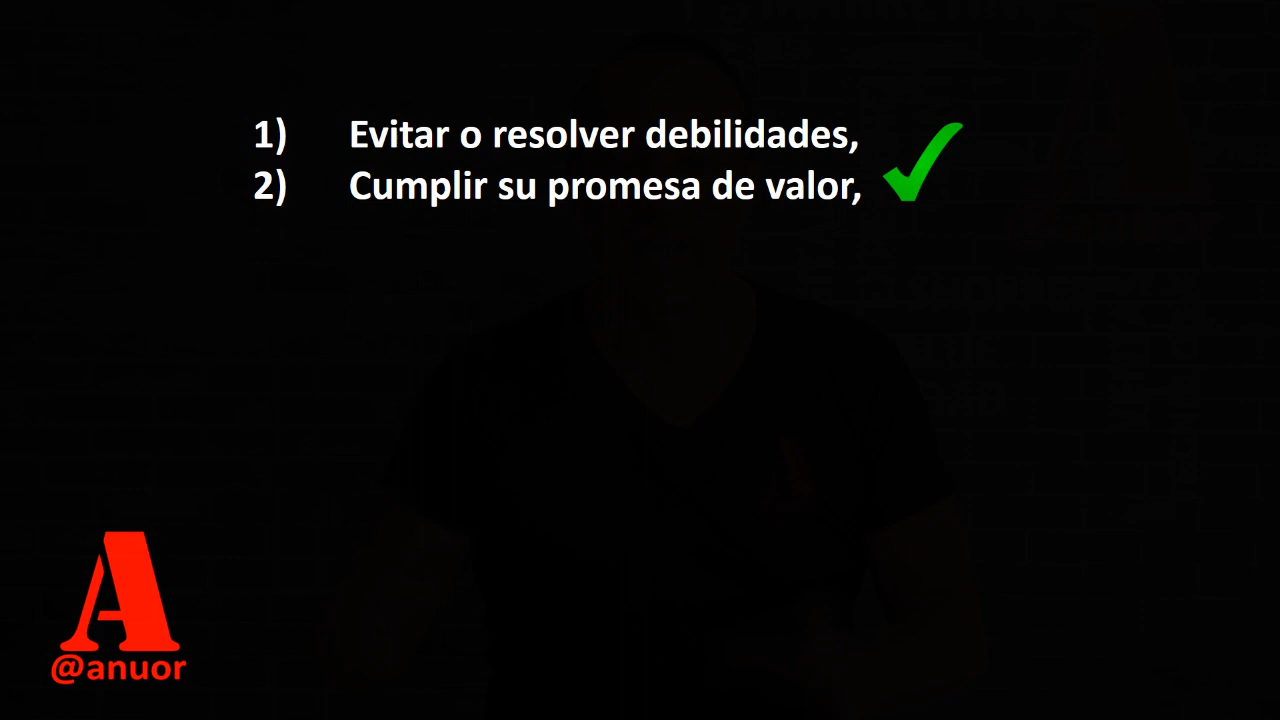 1) Evitar o resolver debilidades,
2) Cumplir su promesa de valor,
A
@anuor